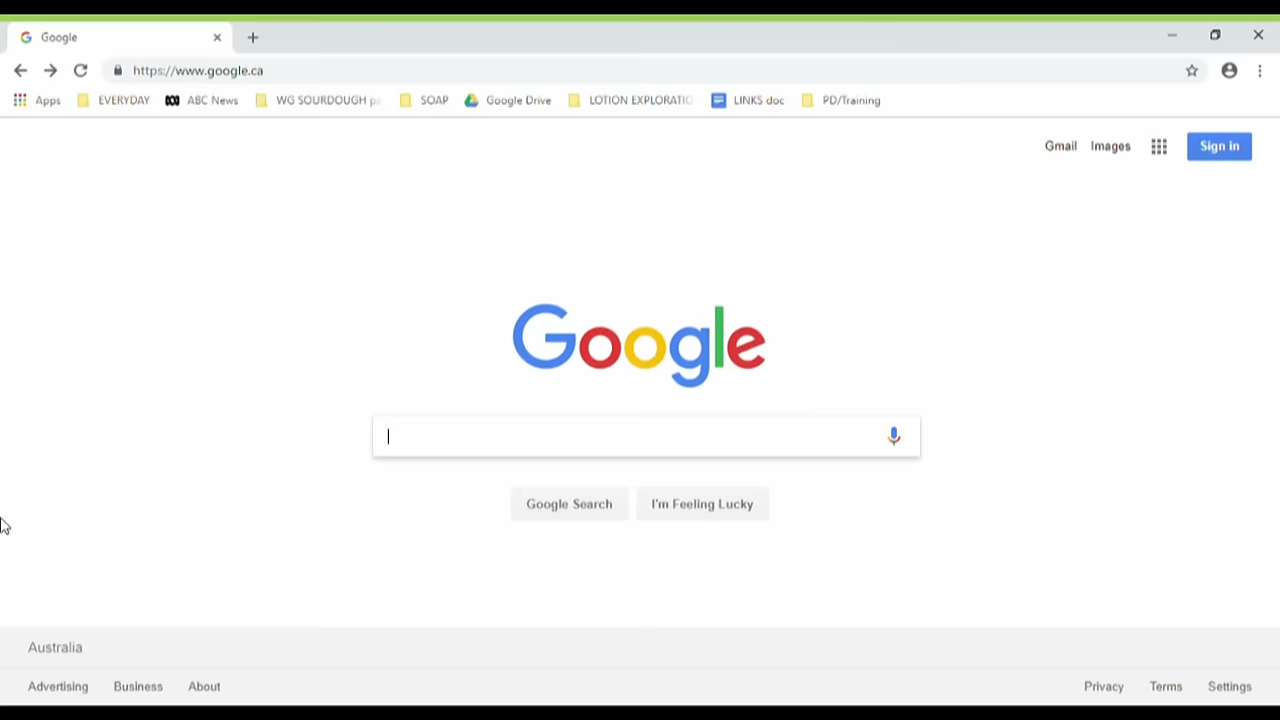 Google
https://www.google.ca
Apps EVERYDAY ABC News WG SOURDOUGH SOAP Google Drive LOTION EXPLORATIC LINKS doc PD/Training
Gmail Images Sign in
Google
Google Search I'm Feeling Lucky
Australia
Advertising Business About Privacy Terms Settings